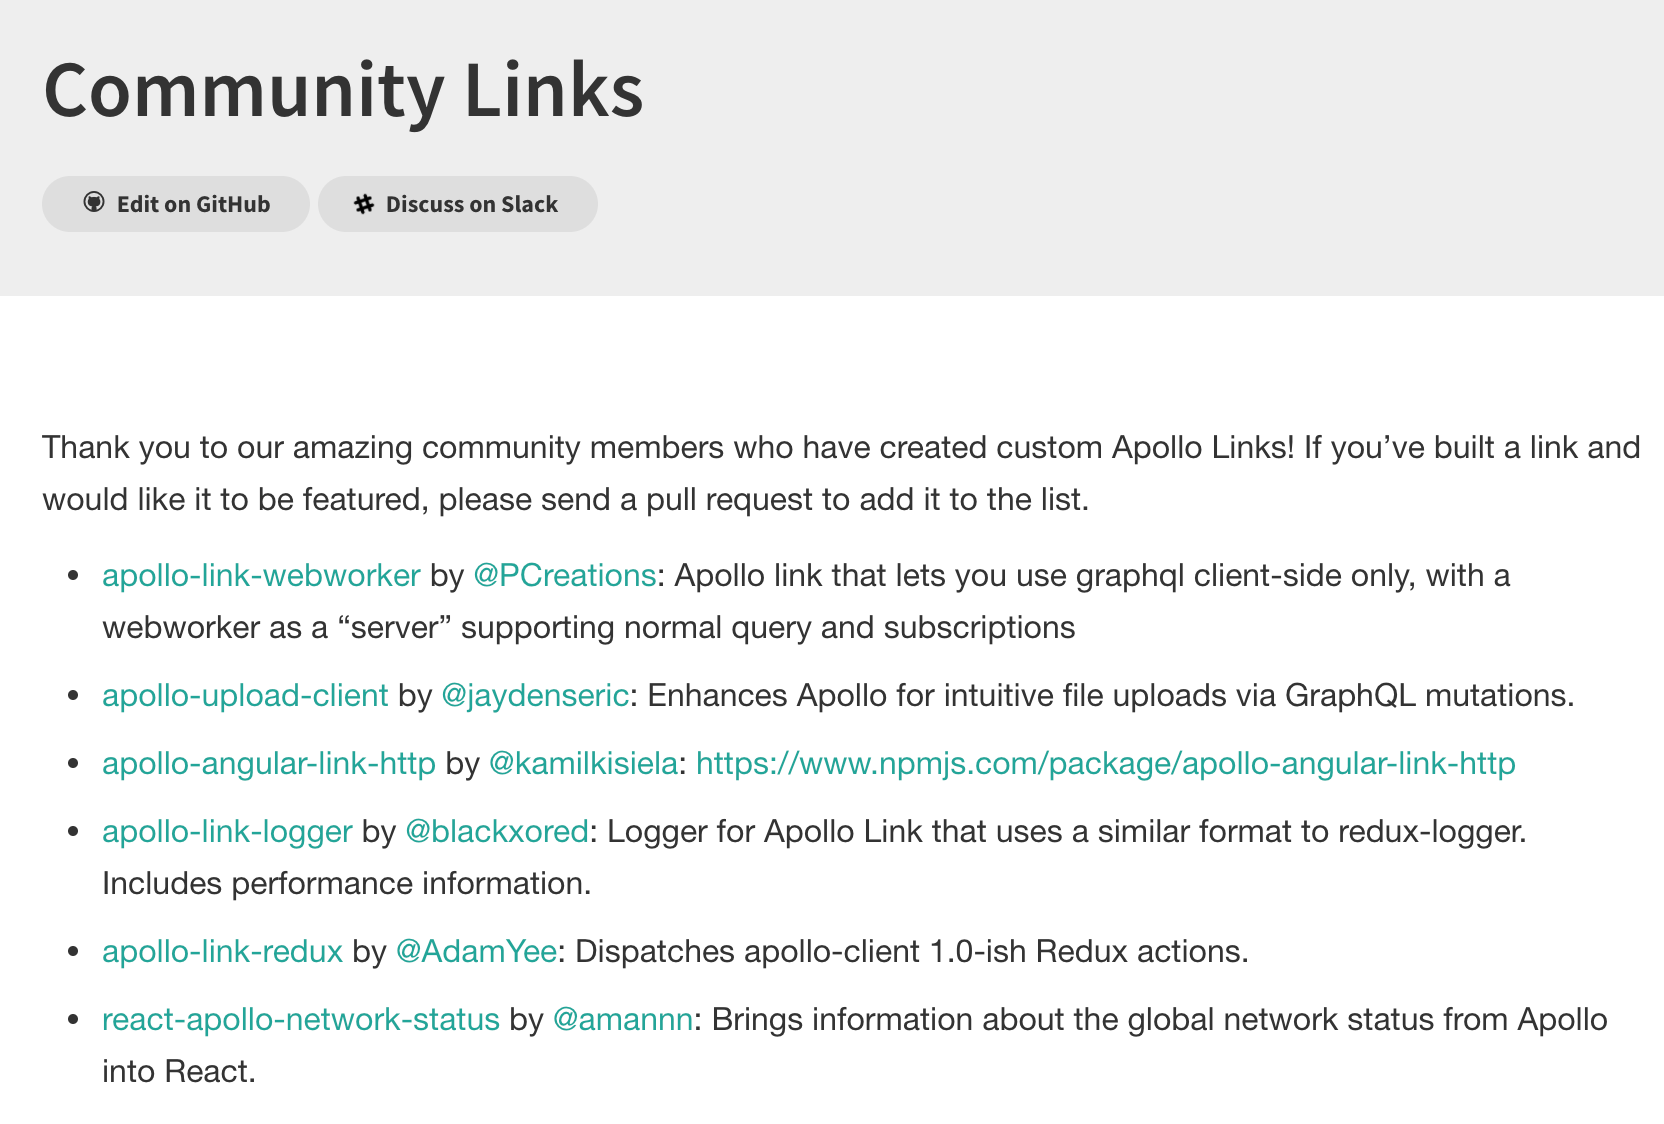 Community Links
Edit on GitHub
Discuss on Slack
Thank you to our amazing community members who have created custom Apollo Links! If you’ve built a link and
would like it to be featured, please send a pull request to add it to the list.
• apollo-link-webworker by @PCreations: Apollo link that lets you use graphql client-side only, with a
webworker as a “server” supporting normal query and subscriptions
• apollo-upload-client by @jaydenseric: Enhances Apollo for intuitive file uploads via GraphQL mutations.
• apollo-angular-link-http by @kamilkisiela: https://www.npmjs.com/package/apollo-angular-link-http
• apollo-link-logger by @blackxored: Logger for Apollo Link that uses a similar format to redux-logger.
Includes performance information.
• apollo-link-redux by @AdamYee: Dispatches apollo-client 1.0-ish Redux actions.
• react-apollo-network-status by @amannn: Brings information about the global network status from Apollo
into React.